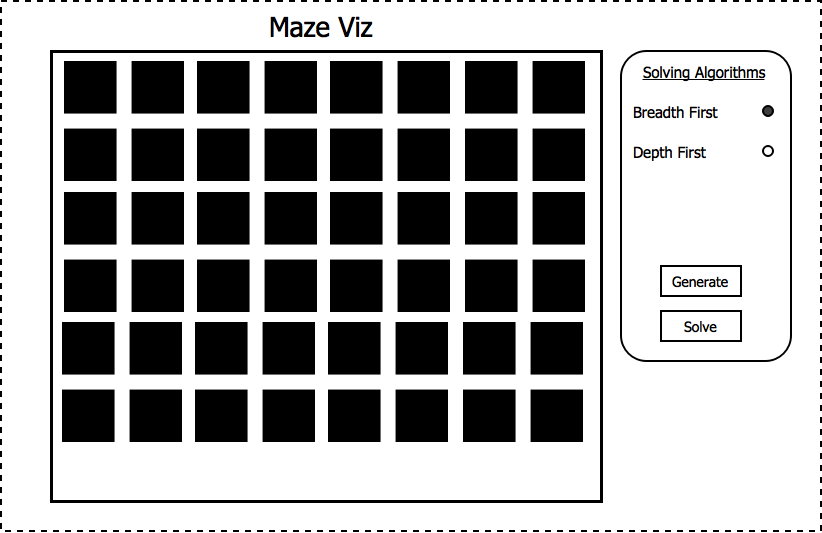 Maze Viz
Solving Algorithms
Breadth First
Depth First
Generate
Solve